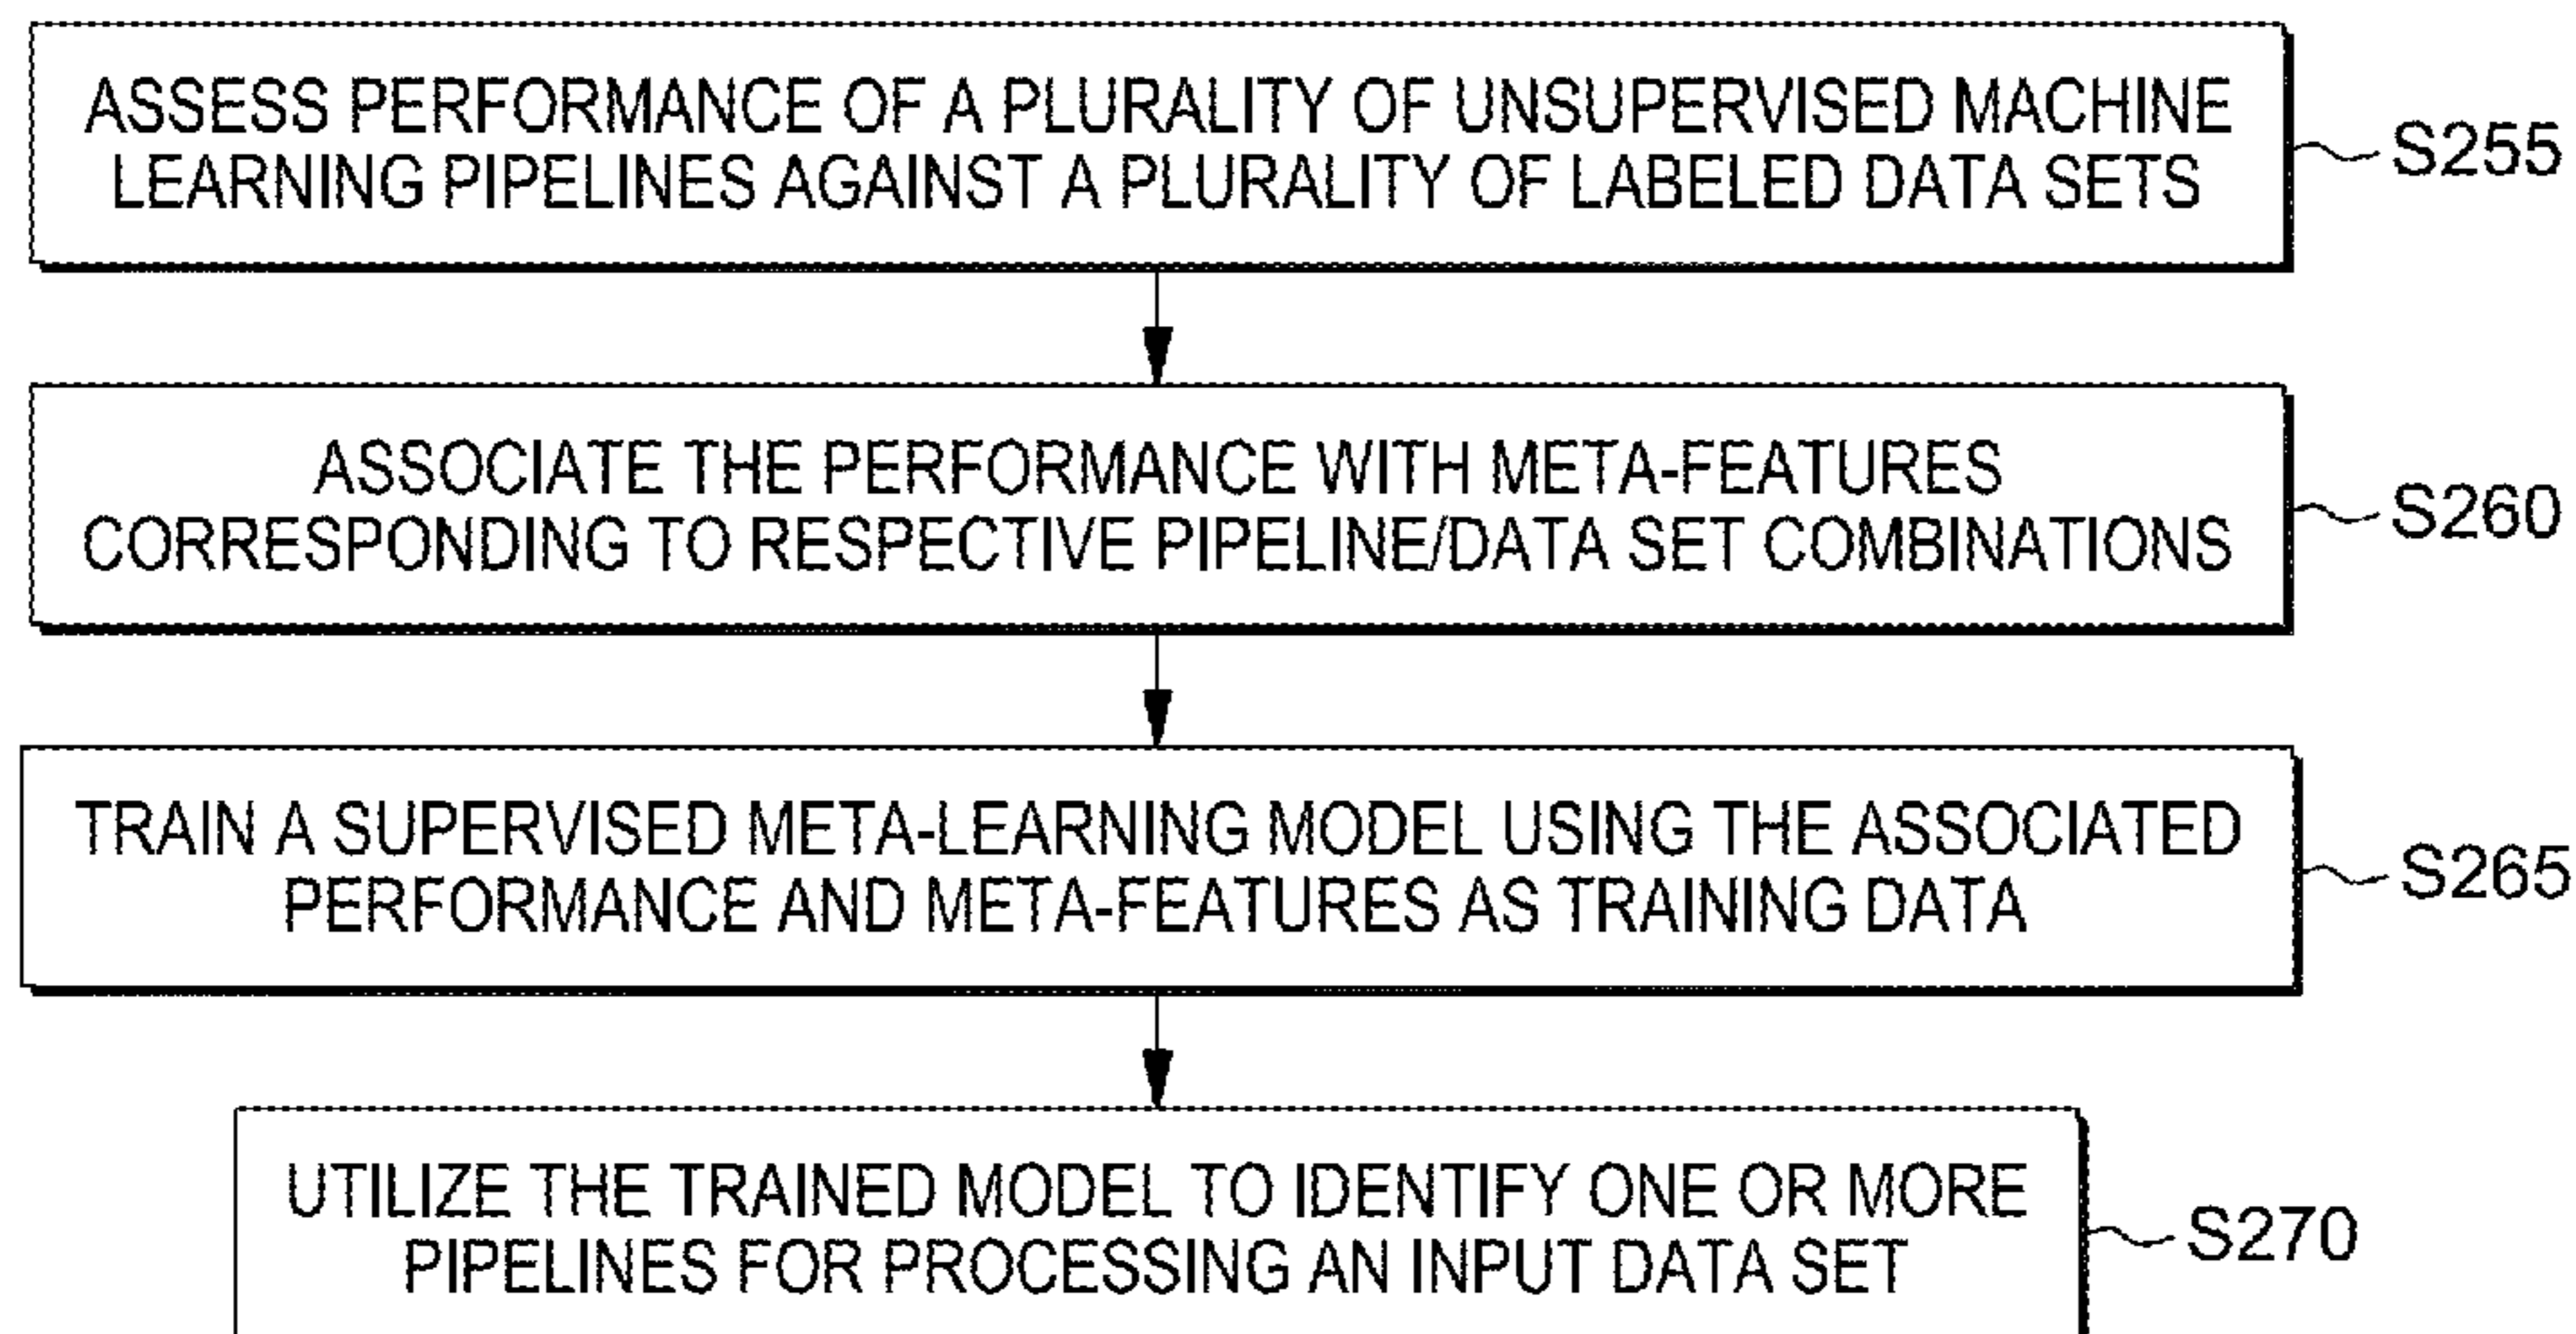 ASSESS PERFORMANCE OF A PLURALITY OF UNSUPERVISED MACHINE
LEARNING PIPELINES AGAINST A PLURALITY OF LABELED DATA SETS
S255
ASSOCIATE THE PERFORMANCE WITH META-FEATURES
CORRESPONDING TO RESPECTIVE PIPELINE/DATA SET COMBINATIONS
S260
TRAIN A SUPERVISED META-LEARNING MODEL USING THE ASSOCIATED
PERFORMANCE AND META-FEATURES AS TRAINING DATA
S265
UTILIZE THE TRAINED MODEL TO IDENTIFY ONE OR MORE
PIPELINES FOR PROCESSING AN INPUT DATA SET
S270